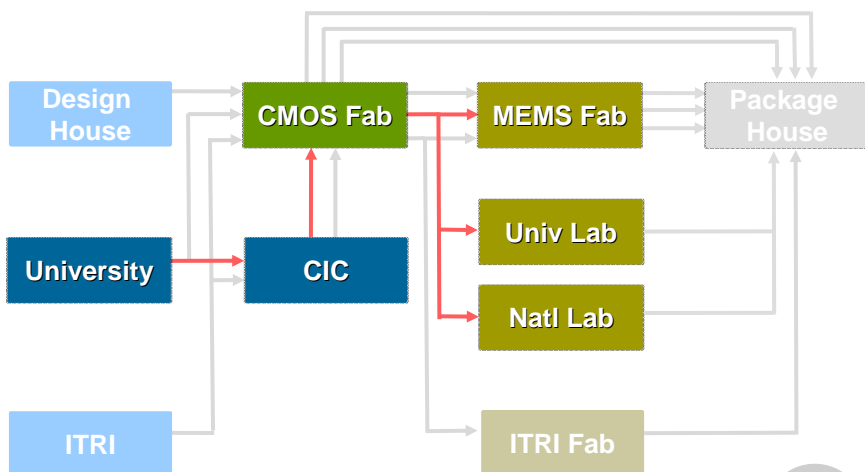 Design
House
CMOS Fab
MEMS Fab
Package
House
University
CIC
Univ Lab
Natl Lab
ITRI
ITRI Fab